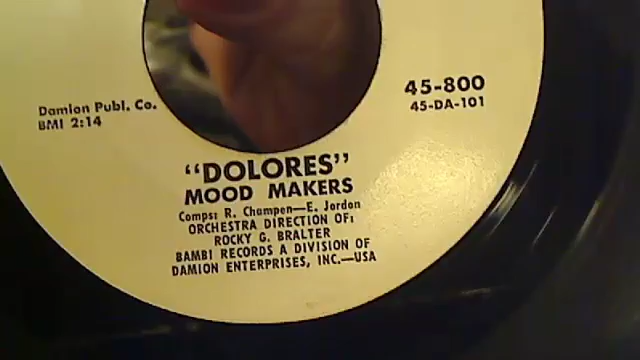 Damion Publ. Co.
BMI 2:14
45-800
45-DA-101
"DOLORES"
MOOD MAKERS
Comps: R. Champen—E. Jordon
ORCHESTRA DIRECTION OF:
ROCKY G. BRALTER
BAMBI RECORDS A DIVISION OF
DAMION ENTERPRISES, INC.—USA